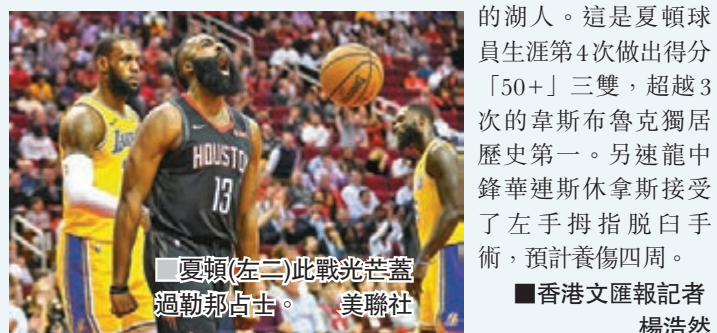 的湖人。這是夏頓球
員生涯第4次做出得分
「50+」三雙，超越3
次的韋斯布魯克獨居
歷史第一。另速龍中
鋒華連斯休拿斯接受
了左手拇指脱臼手
術，預計養傷四周。
■香港文匯報記者
楊浩然
HOUSTO
13
■夏頓(左二)此戰光芒蓋
過勒邦占士。 美聯社